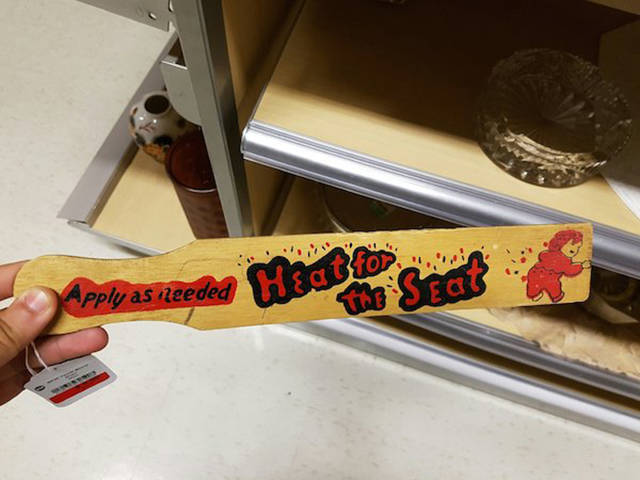 Apply as needed
Heat for
the Seat